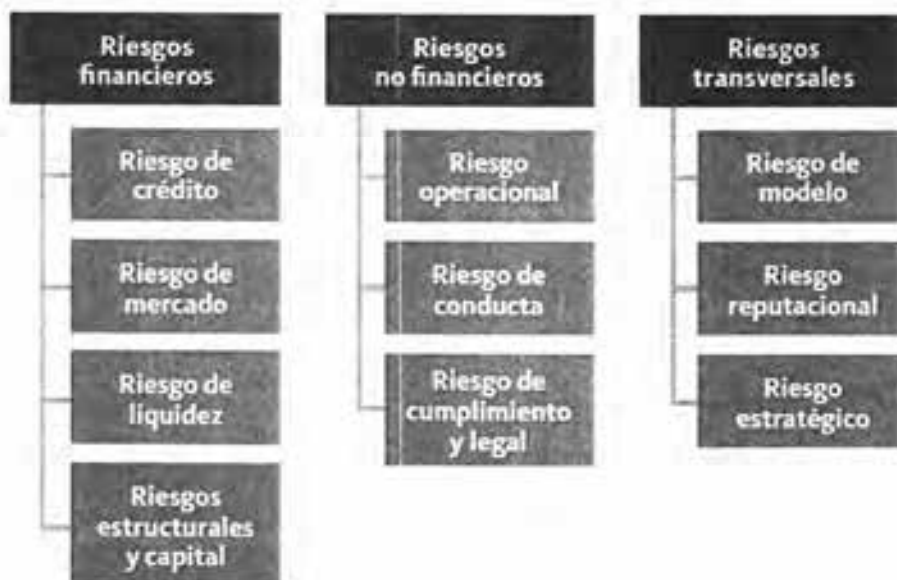 Riesgos
financieros
Riesgo de
crédito
Riesgo de
mercado
Riesgo de
liquidez
Riesgos
estructurales
y capital
Riesgos
no financieros
Riesgo
operacional
Riesgo de
conducta
Riesgo de
cumplimiento
y legal
Riesgos
transversales
Riesgo de
modelo
Riesgo
reputacional
Riesgo
estratégico